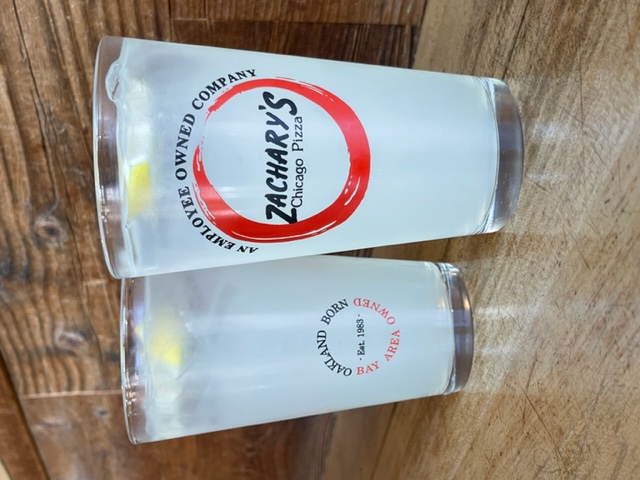 AN EMPLOYEE OWNED COMPANY
ZACHARY'S
Chicago Pizza
OAKLAND BORN
· Est. 1983 ·
BAY AREA OWNED